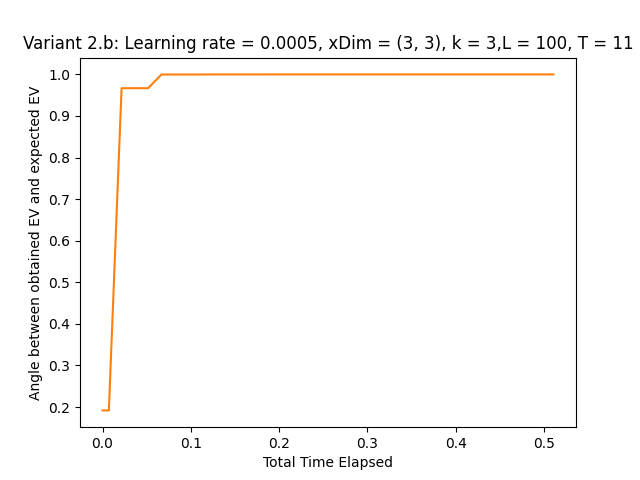 Variant 2.b: Learning rate = 0.0005, xDim = (3, 3), k = 3,L = 100, T = 11
Angle between obtained EV and expected EV
1.0
0.9
0.8
0.7
0.6
0.5
0.4
0.3
0.2
0.0 0.1 0.2 0.3 0.4 0.5
Total Time Elapsed